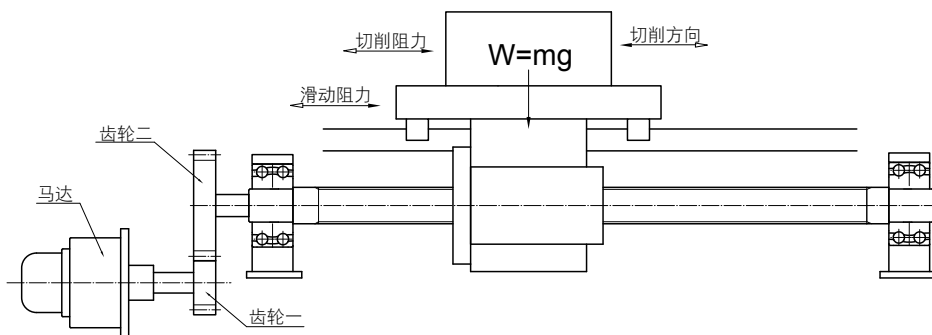 切削阻力
切削方向
W=mg
滑动阻力
齿轮二
马达
齿轮一